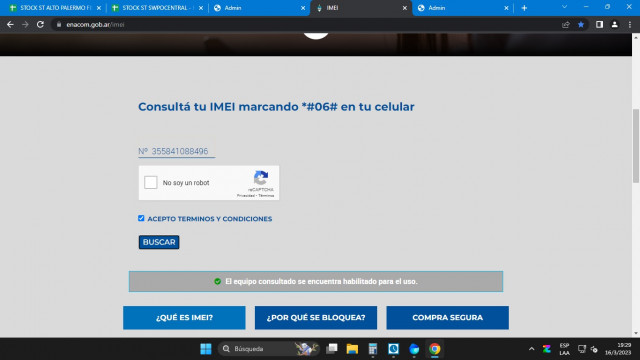 STOCK ST ALTO PALERMO F
STOCK ST SWPOCENTRAL -
Admin
IMEI
Admin
enacom.gob.ar/imei
Consultá tu IMEI marcando *#06# en tu celular
Nº 355841088496
No soy un robot
reCAPTCHA
Privacidad - Términos
ACEPTO TERMINOS Y CONDICIONES
BUSCAR
El equipo consultado se encuentra habilitado para el uso.
¿QUÉ ES IMEI?
¿POR QUÉ SE BLOQUEA?
COMPRA SEGURA
Búsqueda
ESP
LAA
19:29
16/3/2023